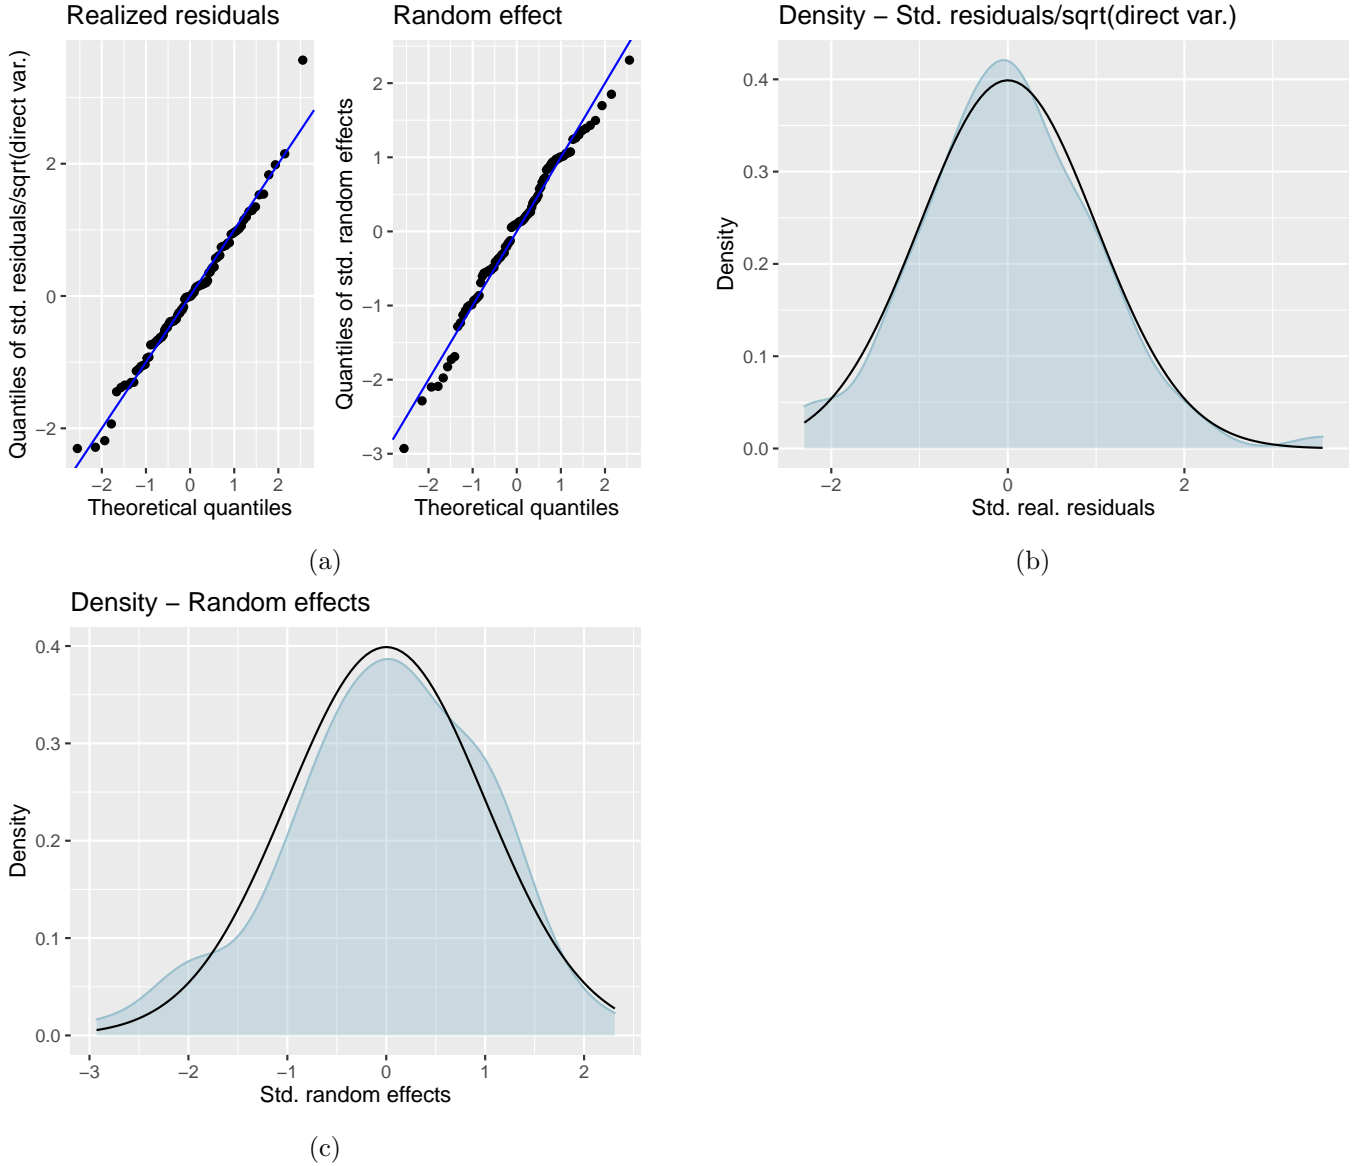 Realized residuals
Quantiles of std. residuals/sqrt(direct var.)
2
0
−2
−2 −1 0 1 2
Theoretical quantiles
Random effect
Quantiles of std. random effects
2
1
0
−1
−2
−3
−2 −1 0 1 2
Theoretical quantiles
(a)
Density − Std. residuals/sqrt(direct var.)
Density
0.4
0.3
0.2
0.1
0.0
−2 0 2
Std. real. residuals
(b)
Density − Random effects
Density
0.4
0.3
0.2
0.1
0.0
−3 −2 −1 0 1 2
Std. random effects
(c)